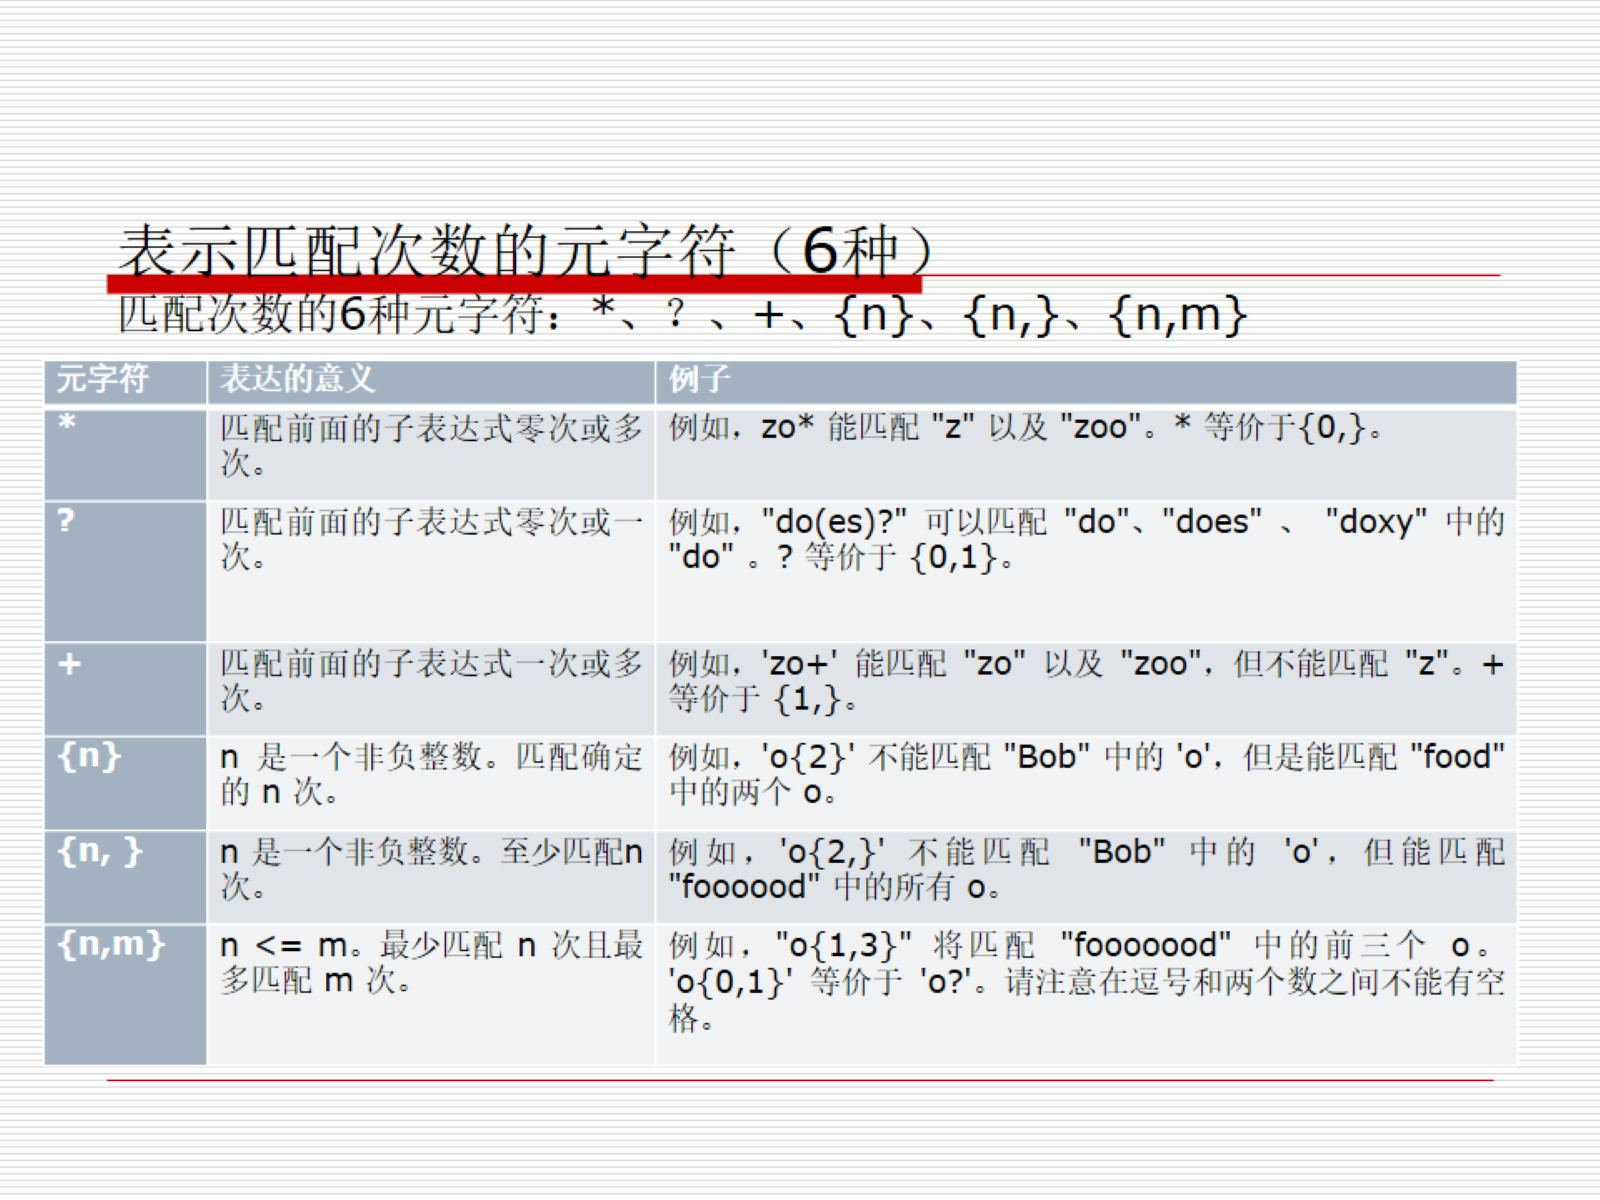 表示匹配次数的元字符（6种）
匹配次数的6种元字符：*、？、+、{n}、{n,}、{n,m}
元字符 表达的意义 例子
*
匹配前面的子表达式零次或多
次。
例如，zo* 能匹配 "z" 以及 "zoo"。* 等价于{0,}。
?
匹配前面的子表达式零次或一
次。
例如，"do(es)?" 可以匹配 "do"、"does" 、 "doxy" 中的
"do" 。? 等价于 {0,1}。
+
匹配前面的子表达式一次或多
次。
例如，'zo+' 能匹配 "zo" 以及 "zoo"，但不能匹配 "z"。+
等价于 {1,}。
{n}
n 是一个非负整数。匹配确定
的 n 次。
例如，'o{2}' 不能匹配 "Bob" 中的 'o'，但是能匹配 "food"
中的两个 o。
{n, }
n 是一个非负整数。至少匹配n
次。
例如，'o{2,}' 不能匹配 "Bob" 中的 'o'，但能匹配
"foooood" 中的所有 o。
{n,m}
n <= m。最少匹配 n 次且最
多匹配 m 次。
例如，"o{1,3}" 将匹配 "fooooood" 中的前三个 o。
'o{0,1}' 等价于 'o?'。请注意在逗号和两个数之间不能有空
格。